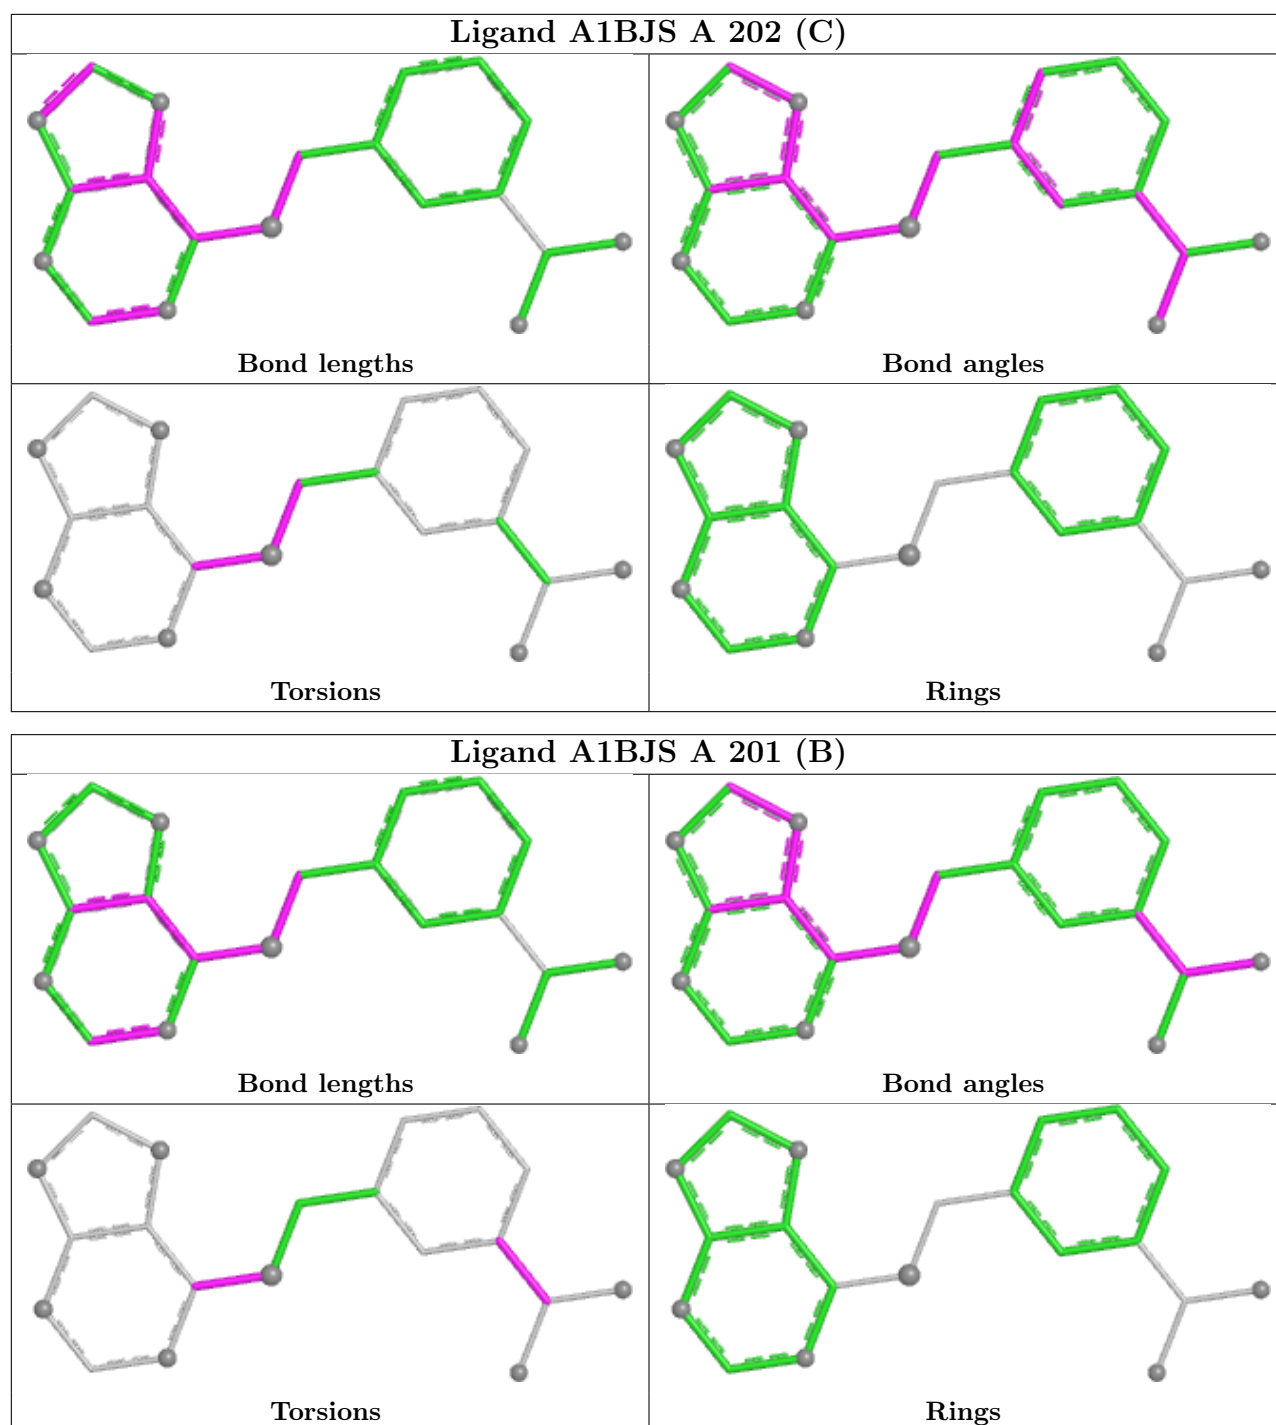 Ligand A1BJS A 202 (C)
Bond lengths
Bond angles
Torsions
Rings
Ligand A1BJS A 201 (B)
Bond lengths
Bond angles
Torsions
Rings